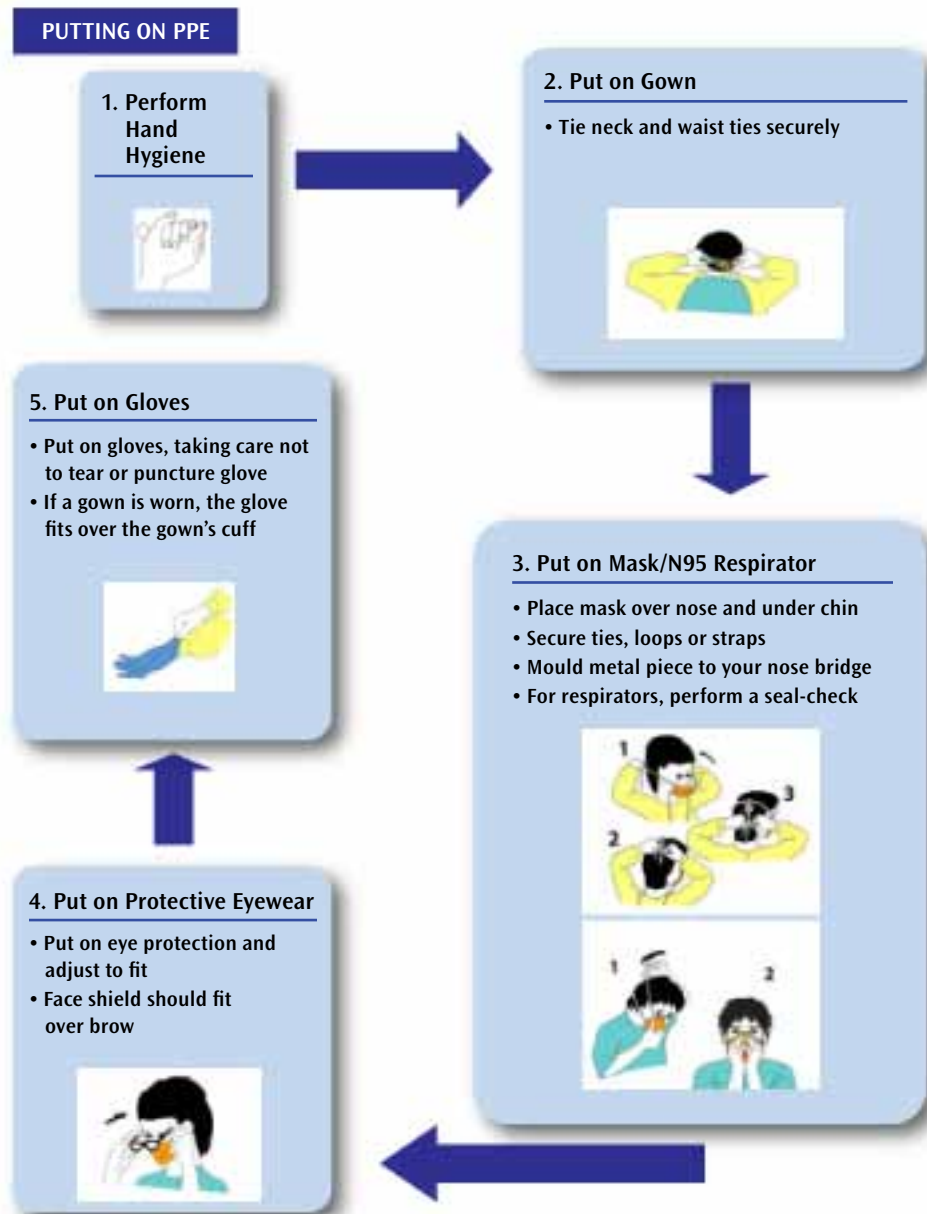 PUTTING ON PPE
1. Perform
Hand
Hygiene
2. Put on Gown
• Tie neck and waist ties securely
3. Put on Mask/N95 Respirator
• Place mask over nose and under chin
• Secure ties, loops or straps
• Mould metal piece to your nose bridge
• For respirators, perform a seal-check
1
3
2
1
2
4. Put on Protective Eyewear
• Put on eye protection and
adjust to fit
• Face shield should fit
over brow
5. Put on Gloves
• Put on gloves, taking care not
to tear or puncture glove
• If a gown is worn, the glove
fits over the gown's cuff